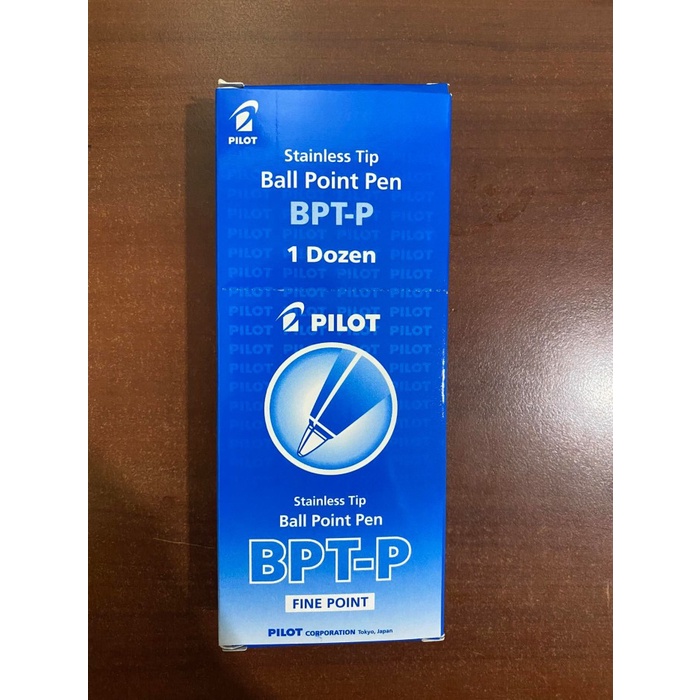 PILOT
Stainless Tip
Ball Point Pen
BPT-P
1 Dozen
PILOT
Stainless Tip
Ball Point Pen
BPT-P
FINE POINT
PILOT CORPORATION Tokyo, Japan